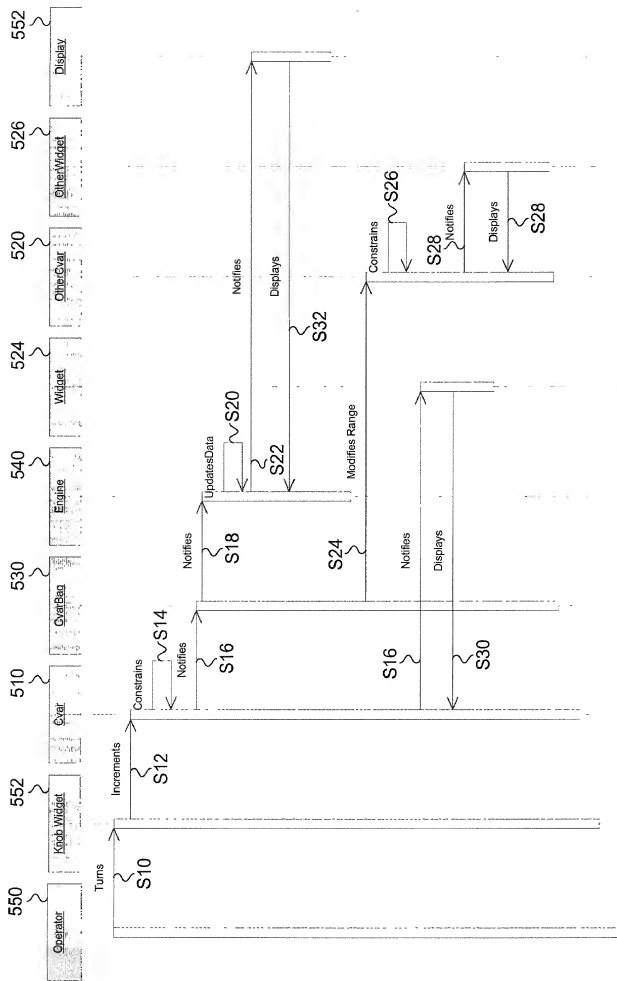 550
Operator
552
Knob Widget
510
Cvar
530
CvarBag
540
Engine
524
Widget
520
OtherCvar
526
OtherWidget
552
Display
Turns
S10
Increments
S12
Constrains
S14
Notifies
S16
Notifies
S18
UpdatesData
S20
S22
Notifies
Displays
S32
S24
Modifies Range
Constrains
S26
Notifies
S28
Displays
S28
S16
Notifies
Displays
S30